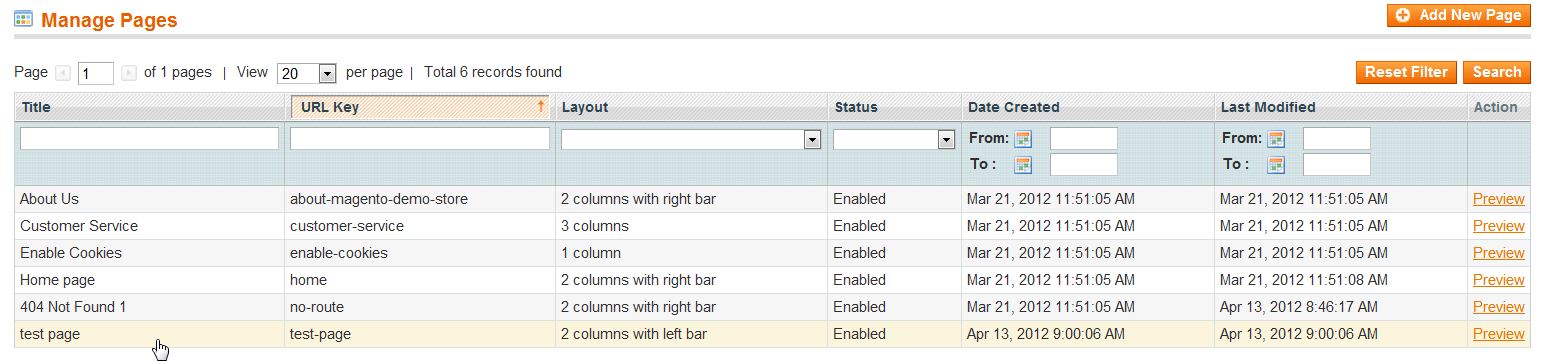 Manage Pages
Add New Page
Page 1 of 1 pages | View 20 per page | Total 6 records found
Reset Filter Search
Title URL Key Layout Status Date Created Last Modified Action
From: From:
To : To :
About Us about-magento-demo-store 2 columns with right bar Enabled Mar 21, 2012 11:51:05 AM Mar 21, 2012 11:51:05 AM Preview
Customer Service customer-service 3 columns Enabled Mar 21, 2012 11:51:05 AM Mar 21, 2012 11:51:05 AM Preview
Enable Cookies enable-cookies 1 column Enabled Mar 21, 2012 11:51:05 AM Mar 21, 2012 11:51:05 AM Preview
Home page home 2 columns with right bar Enabled Mar 21, 2012 11:51:05 AM Mar 21, 2012 11:51:08 AM Preview
404 Not Found 1 no-route 2 columns with right bar Enabled Mar 21, 2012 11:51:05 AM Apr 13, 2012 8:46:17 AM Preview
test page test-page 2 columns with left bar Enabled Apr 13, 2012 9:00:06 AM Apr 13, 2012 9:00:06 AM Preview